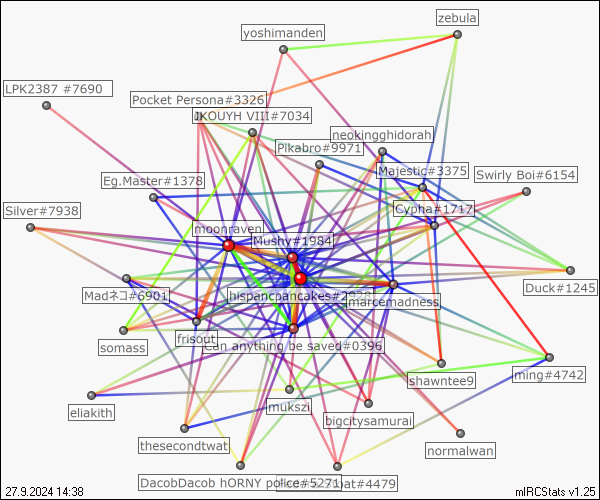 zebula
yoshimanden
LPK2387 #7690
Pocket Persona#3326
JKOUYH VIII#7034
neokingghidorah
Pikabro#9971
Majestic#3375
Swirly Boi#6154
Eg.Master#1378
Silver#7938
Cypha#1717
moonraven
Mushy#1984
Duck#1245
Madネコ#6901
hispancpancakes#2928
marcemadness
frisout
Can anything be saved#0396
somass
ming#4742
shawntee9
eliakith
mukszi
bigcitysamurai
thesecondtwat
normalwan
DacobDacob hORNY police#5271
#4479
27.9.2024 14:38
mIRCStats v1.25